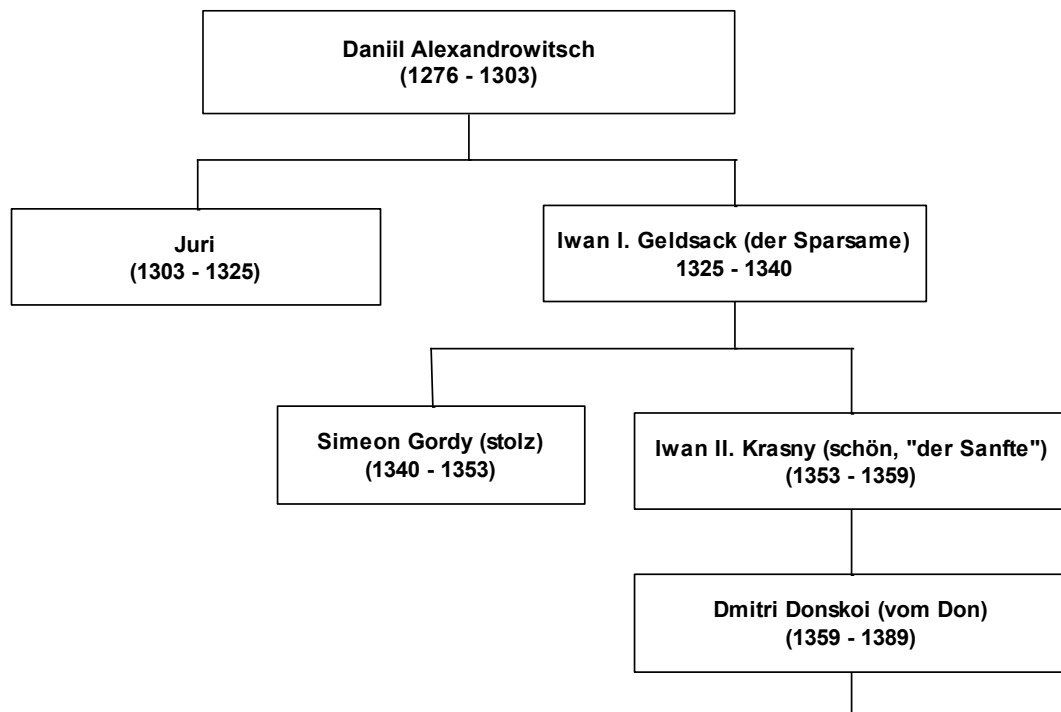 Daniil Alexandrowitsch
(1276 - 1303)
Juri
(1303 - 1325)
Iwan I. Geldsack (der Sparsame)
1325 - 1340
Simeon Gordy (stolz)
(1340 - 1353)
Iwan II. Krasny (schön, "der Sanfte")
(1353 - 1359)
Dmitri Donskoi (vom Don)
(1359 - 1389)